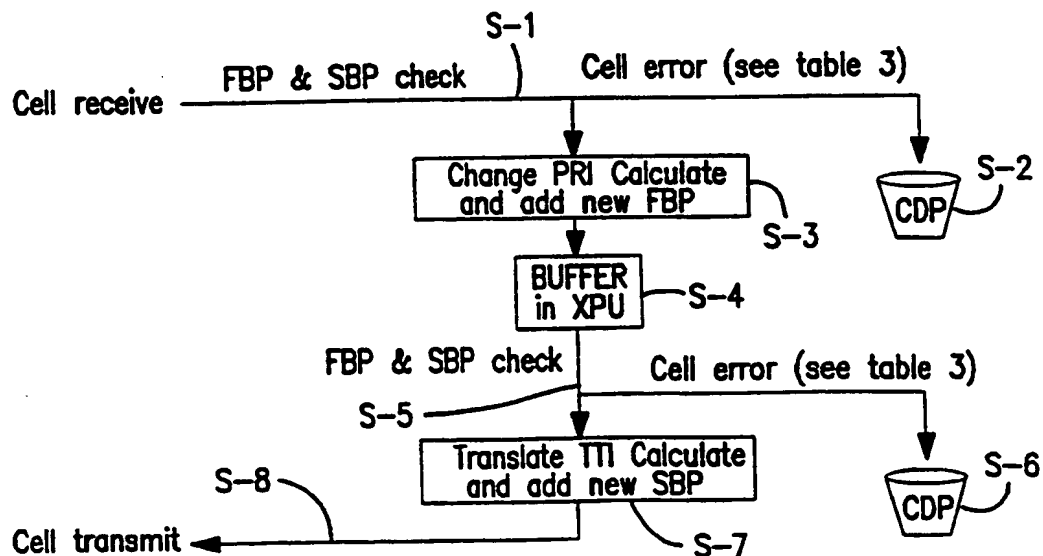 S-1
FBP & SBP check
Cell error (see table 3)
Cell receive
Change PRI Calculate
and add new FBP
S-2
CDP
S-3
BUFFER
in XPU
S-4
FBP & SBP check
Cell error (see table 3)
S-5
Translate TTI Calculate
and add new SBP
S-6
CDP
S-8
Cell transmit
S-7